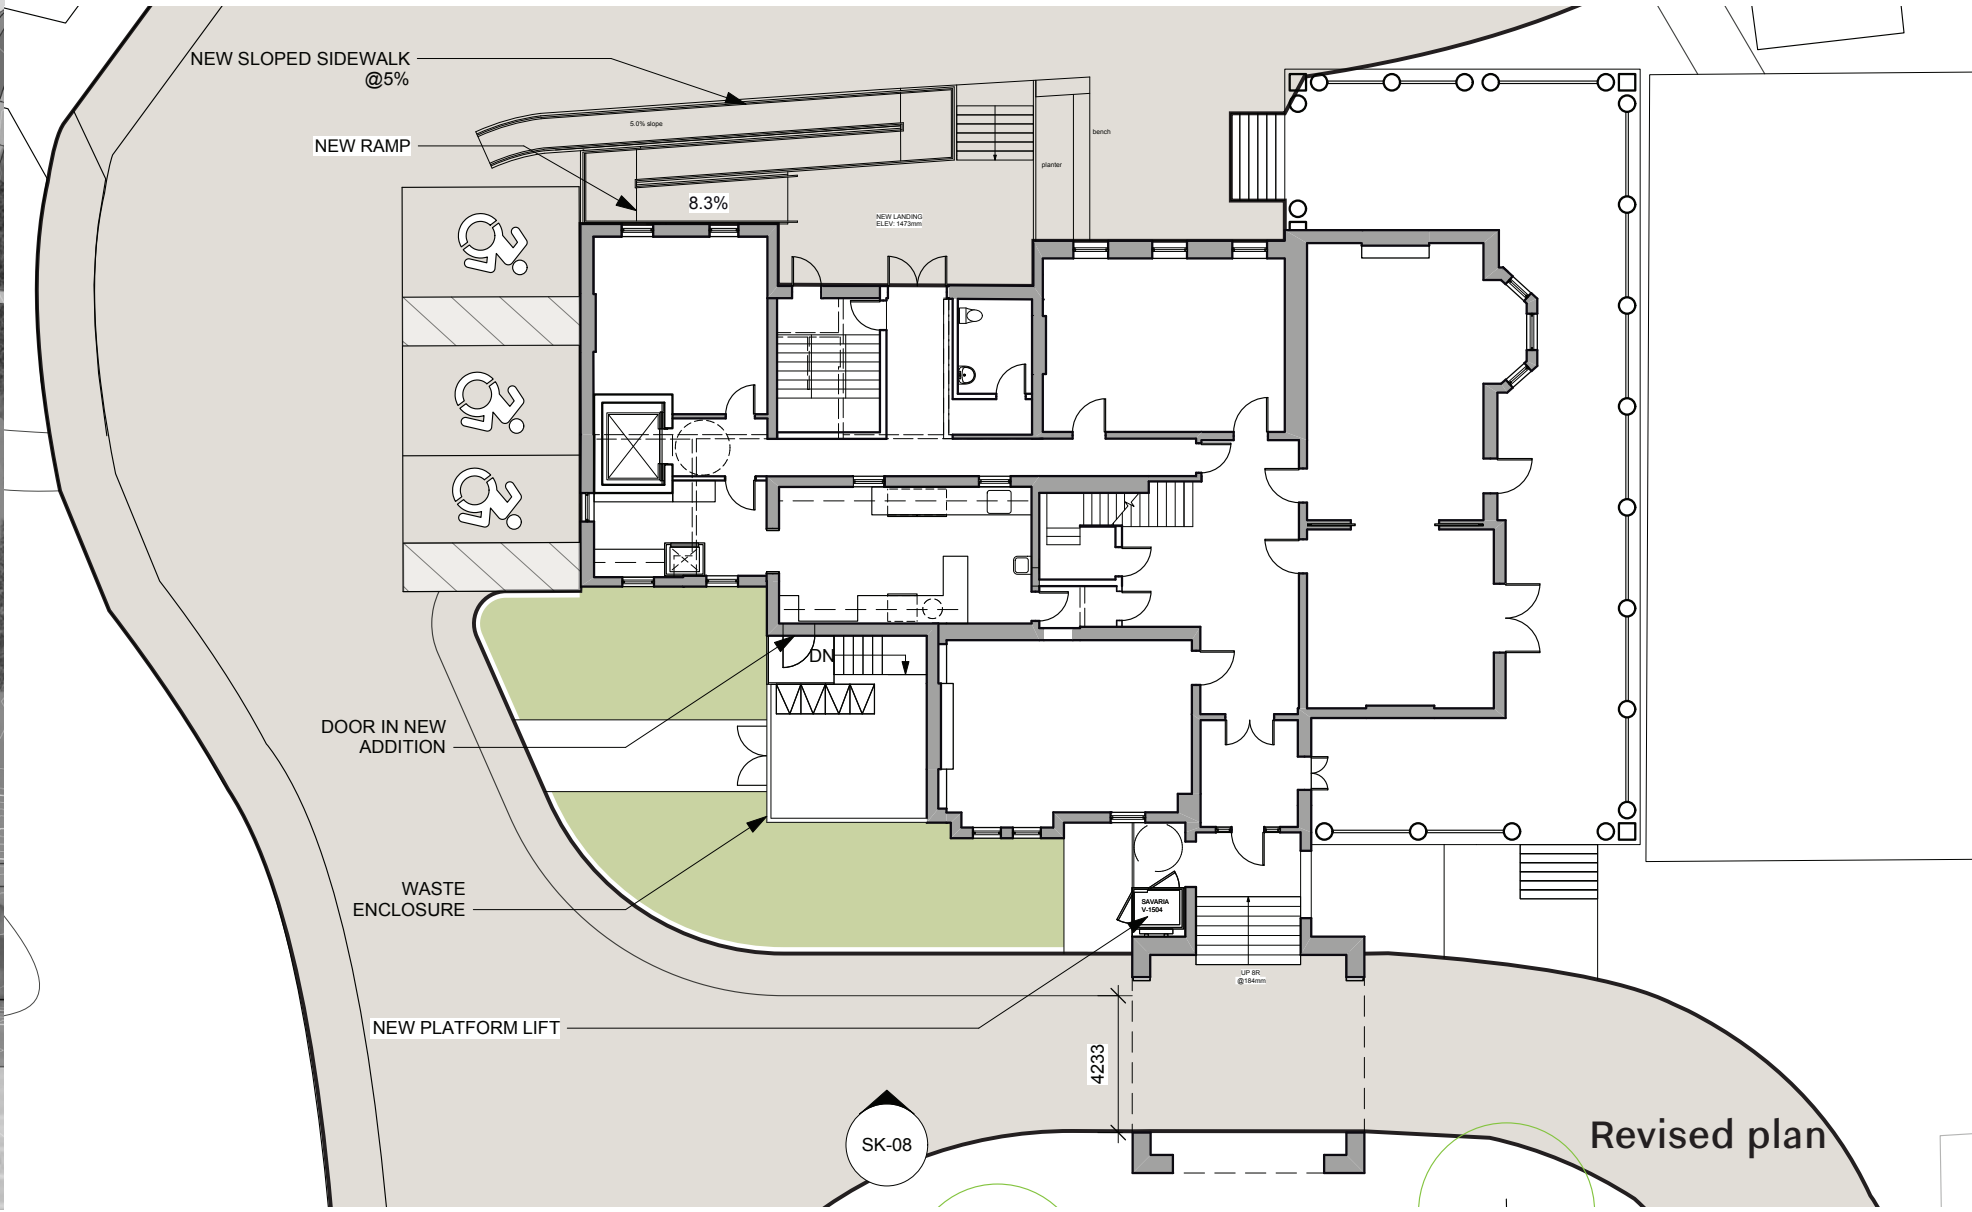 NEW SLOPED SIDEWALK
@5%
5.0% slope
bench
NEW RAMP
planter
8.3%
NEW LANDING
ELEV: 1473mm
DN
DOOR IN NEW
ADDITION
WASTE
ENCLOSURE
SAVARIA
V-1504
UP 8R
@184mm
NEW PLATFORM LIFT
4233
SK-08
Revised plan